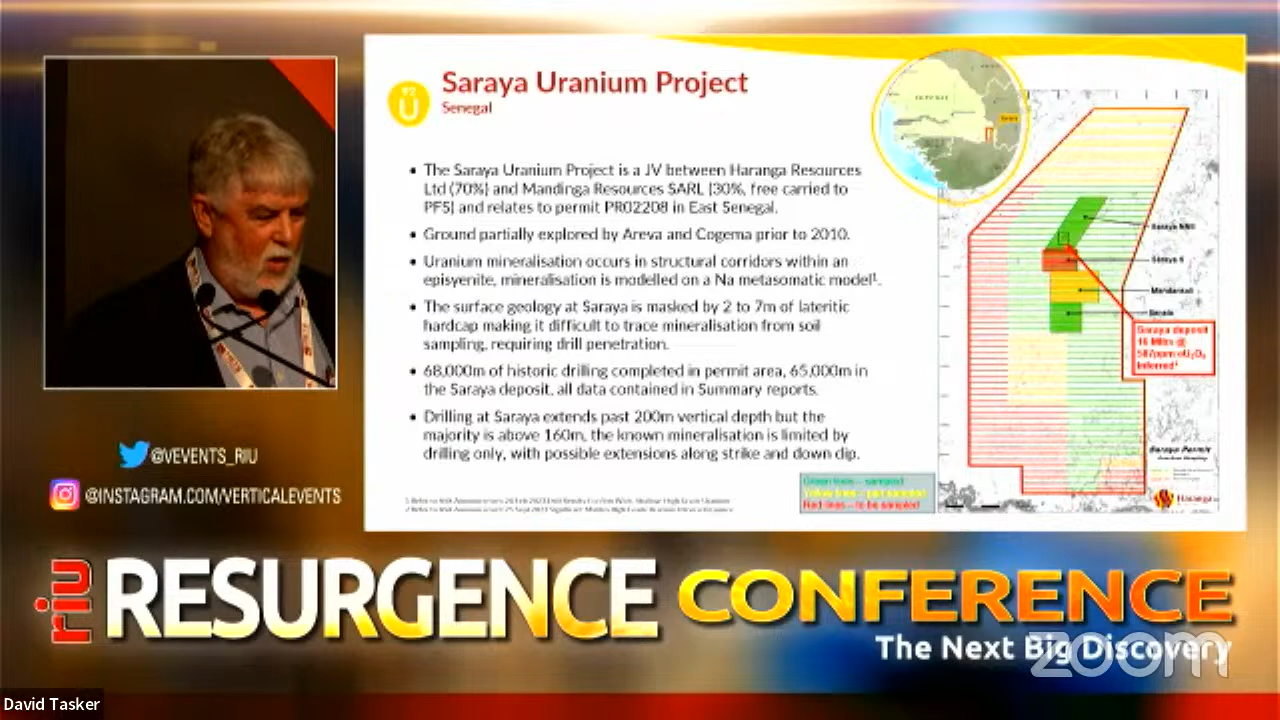 92
U
Saraya Uranium Project
Senegal
• The Saraya Uranium Project is a JV between Haranga Resources
Ltd (70%) and Mandinga Resources SARL (30%, free carried to
PFS) and relates to permit PR02208 in East Senegal.
• Ground partially explored by Areva and Cogema prior to 2010.
• Uranium mineralisation occurs in structural corridors within an
episyenite, mineralisation is modelled on a Na metasomatic model¹.
• The surface geology at Saraya is masked by 2 to 7m of lateritic
hardcap making it difficult to trace mineralisation from soil
sampling, requiring drill penetration.
• 68,000m of historic drilling completed in permit area, 65,000m in
the Saraya deposit, all data contained in Summary reports.
• Drilling at Saraya extends past 200m vertical depth but the
majority is above 160m, the known mineralisation is limited by
drilling only, with possible extensions along strike and down dip.
Saraya
Saraya deposit
16 Mlbs @
587ppm eU₃O₈
Inferred¹
Saraya Permit
Green lines – sampled
Yellow lines – part sampled
Red lines – to be sampled
Haranga
@VEVENTS_RIU
@INSTAGRAM.COM/VERTICALEVENTS
riu RESURGENCE CONFERENCE
The Next Big Discovery
zoom
David Tasker